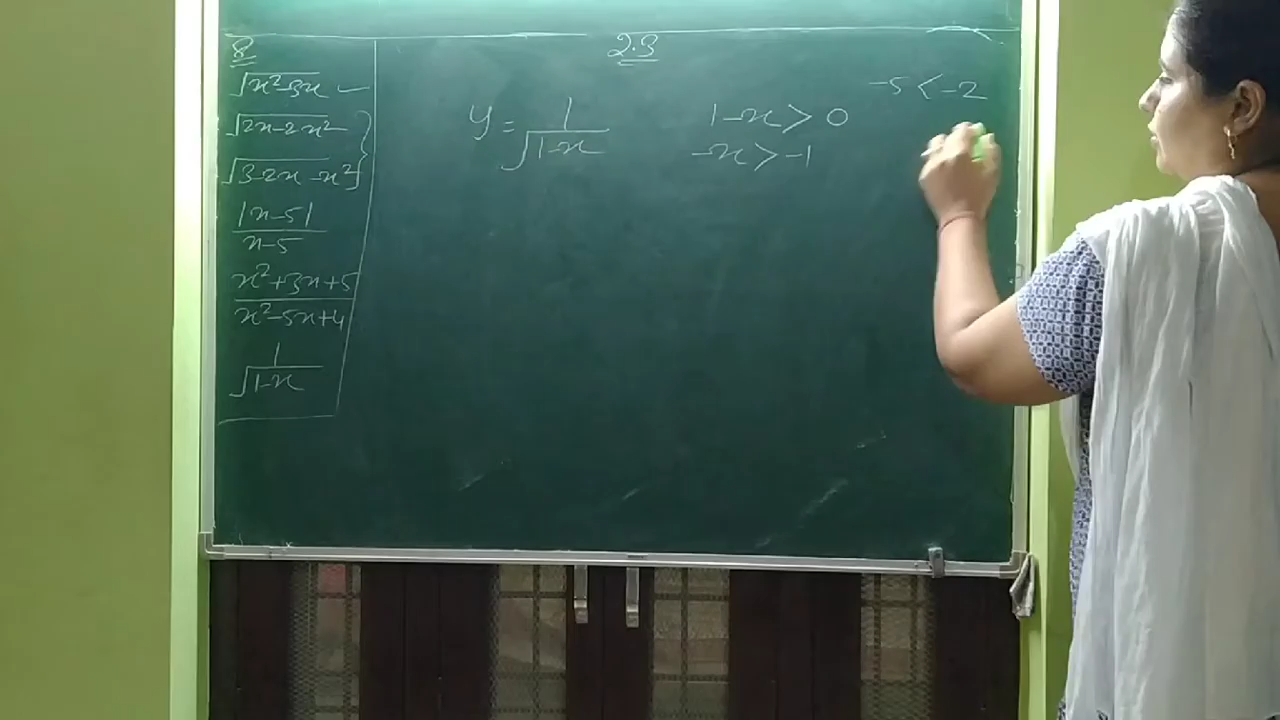 8
√(x²-3x)
√(2x-2x²)
√(3-2x-x²)
|x-5|
x-5
x²+3x+5
x²-5x+4
1
√(1-x)
2.3
y = 1
√(1-x)
1-x > 0
-x > -1
-5 < -2